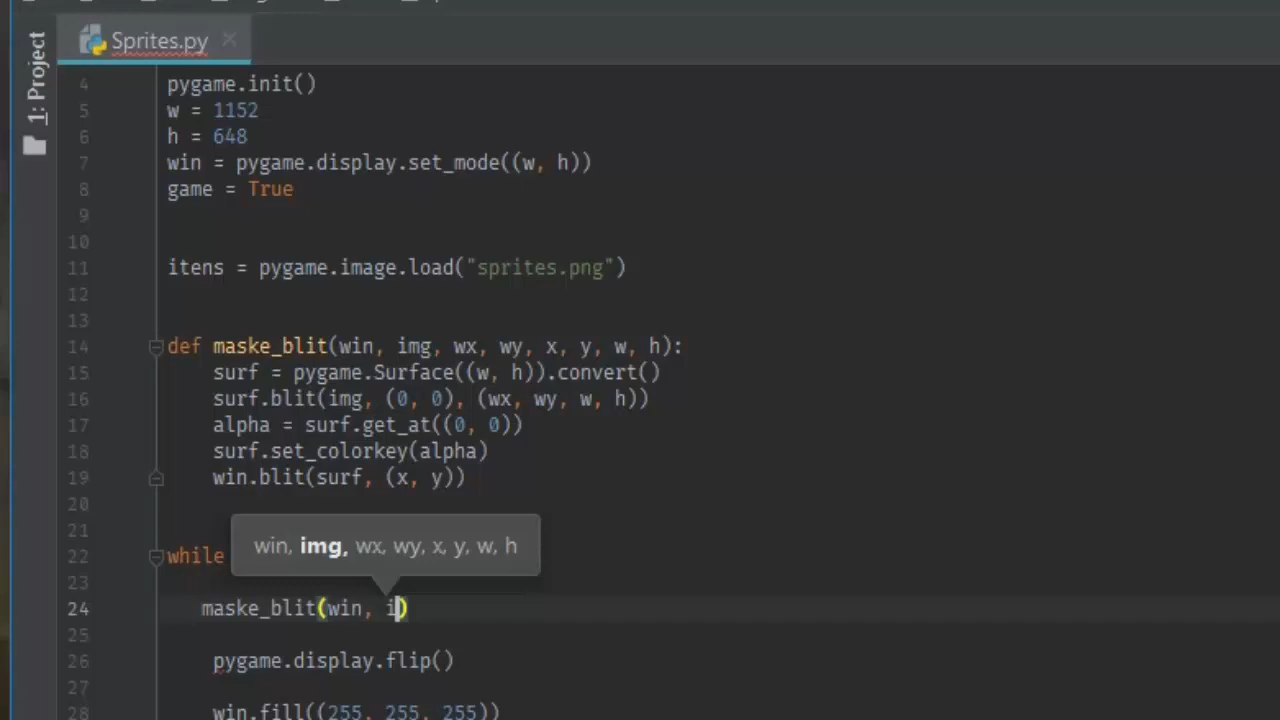 Sprites.py
1: Project
4 pygame.init()
5 w = 1152
6 h = 648
7 win = pygame.display.set_mode((w, h))
8 game = True
9
10
11 itens = pygame.image.load("sprites.png")
12
13
14 def maske_blit(win, img, wx, wy, x, y, w, h):
15 surf = pygame.Surface((w, h)).convert()
16 surf.blit(img, (0, 0), (wx, wy, w, h))
17 alpha = surf.get_at((0, 0))
18 surf.set_colorkey(alpha)
19 win.blit(surf, (x, y))
20
21
win, img, wx, wy, x, y, w, h
22 while
23
24 maske_blit(win, i)
25
26 pygame.display.flip()
27
28 win.fill((255, 255, 255))